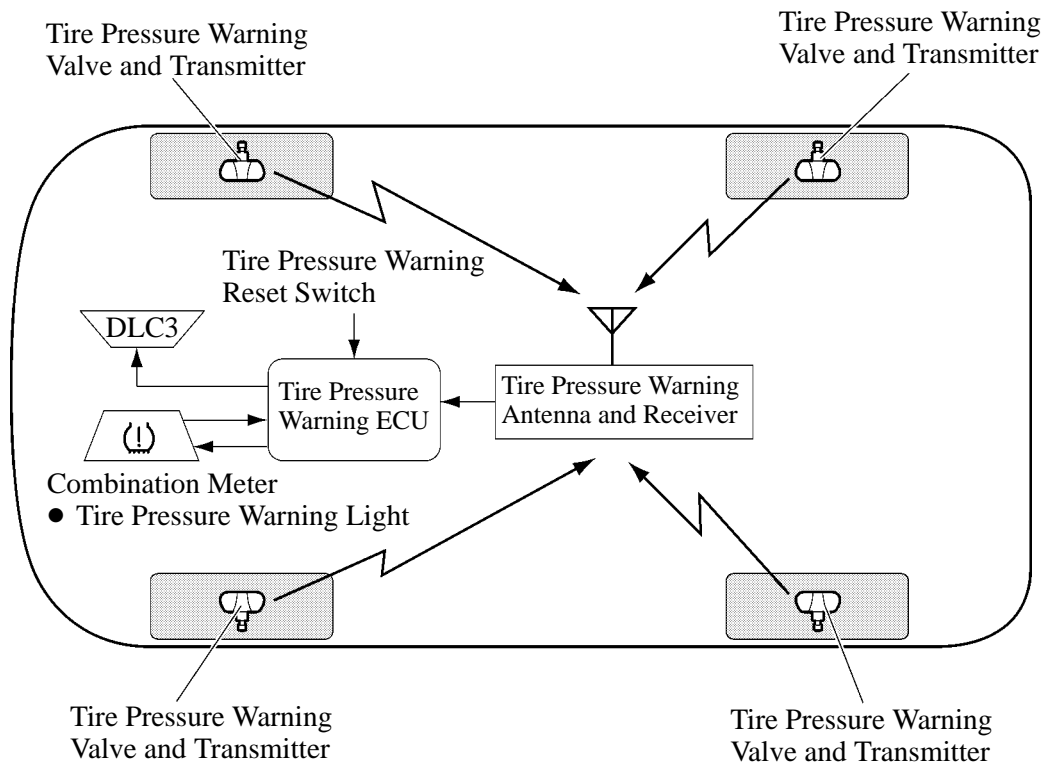 Tire Pressure Warning
Valve and Transmitter
Tire Pressure Warning
Valve and Transmitter
Tire Pressure Warning
Reset Switch
DLC3
Tire Pressure
Warning ECU
Tire Pressure Warning
Antenna and Receiver
(!)
Combination Meter
● Tire Pressure Warning Light
Tire Pressure Warning
Valve and Transmitter
Tire Pressure Warning
Valve and Transmitter